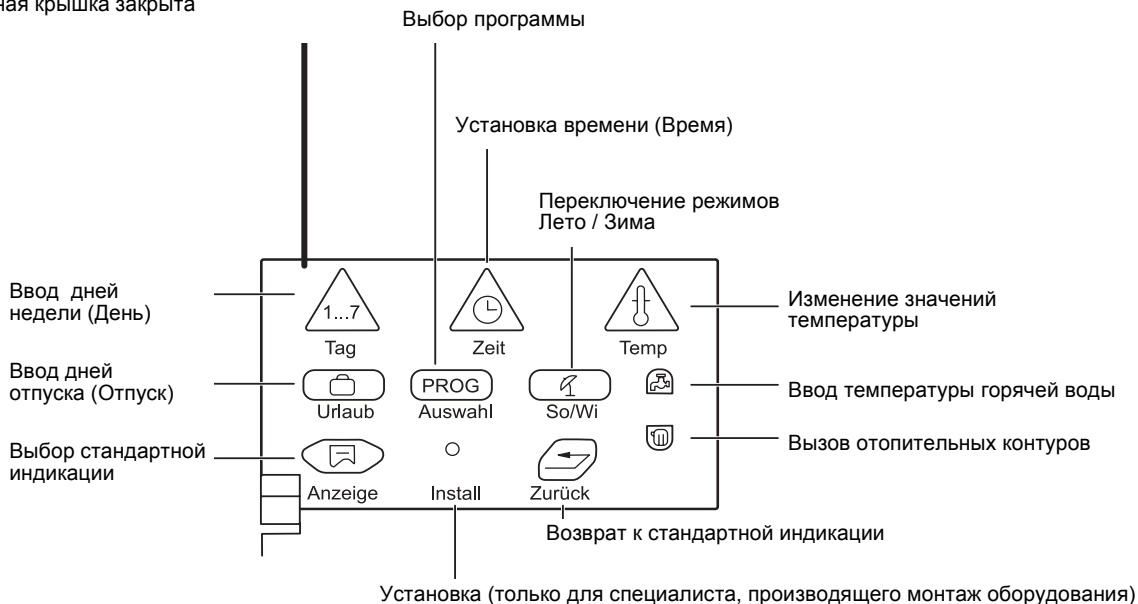 ная крышка закрыта
Выбор программы
Установка времени (Время)
Переключение режимов
Лето / Зима
Ввод дней
недели (День)
1...7
Изменение значений
температуры
Tag
Zeit
Temp
Ввод дней
отпуска (Отпуск)
PROG
Ввод температуры горячей воды
Urlaub
Auswahl
So/Wi
Выбор стандартной
индикации
Вызов отопительных контуров
Anzeige
Install
Zurück
Возврат к стандартной индикации
Установка (только для специалиста, производящего монтаж оборудования)